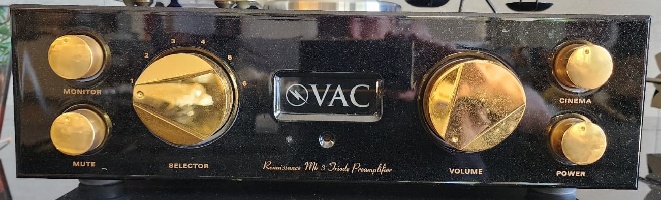 MONITOR
MUTE
1 2 3 4 5 6
SELECTOR
VAC
Renaissance Mk 3 Triode Preamplifier
VOLUME
CINEMA
POWER